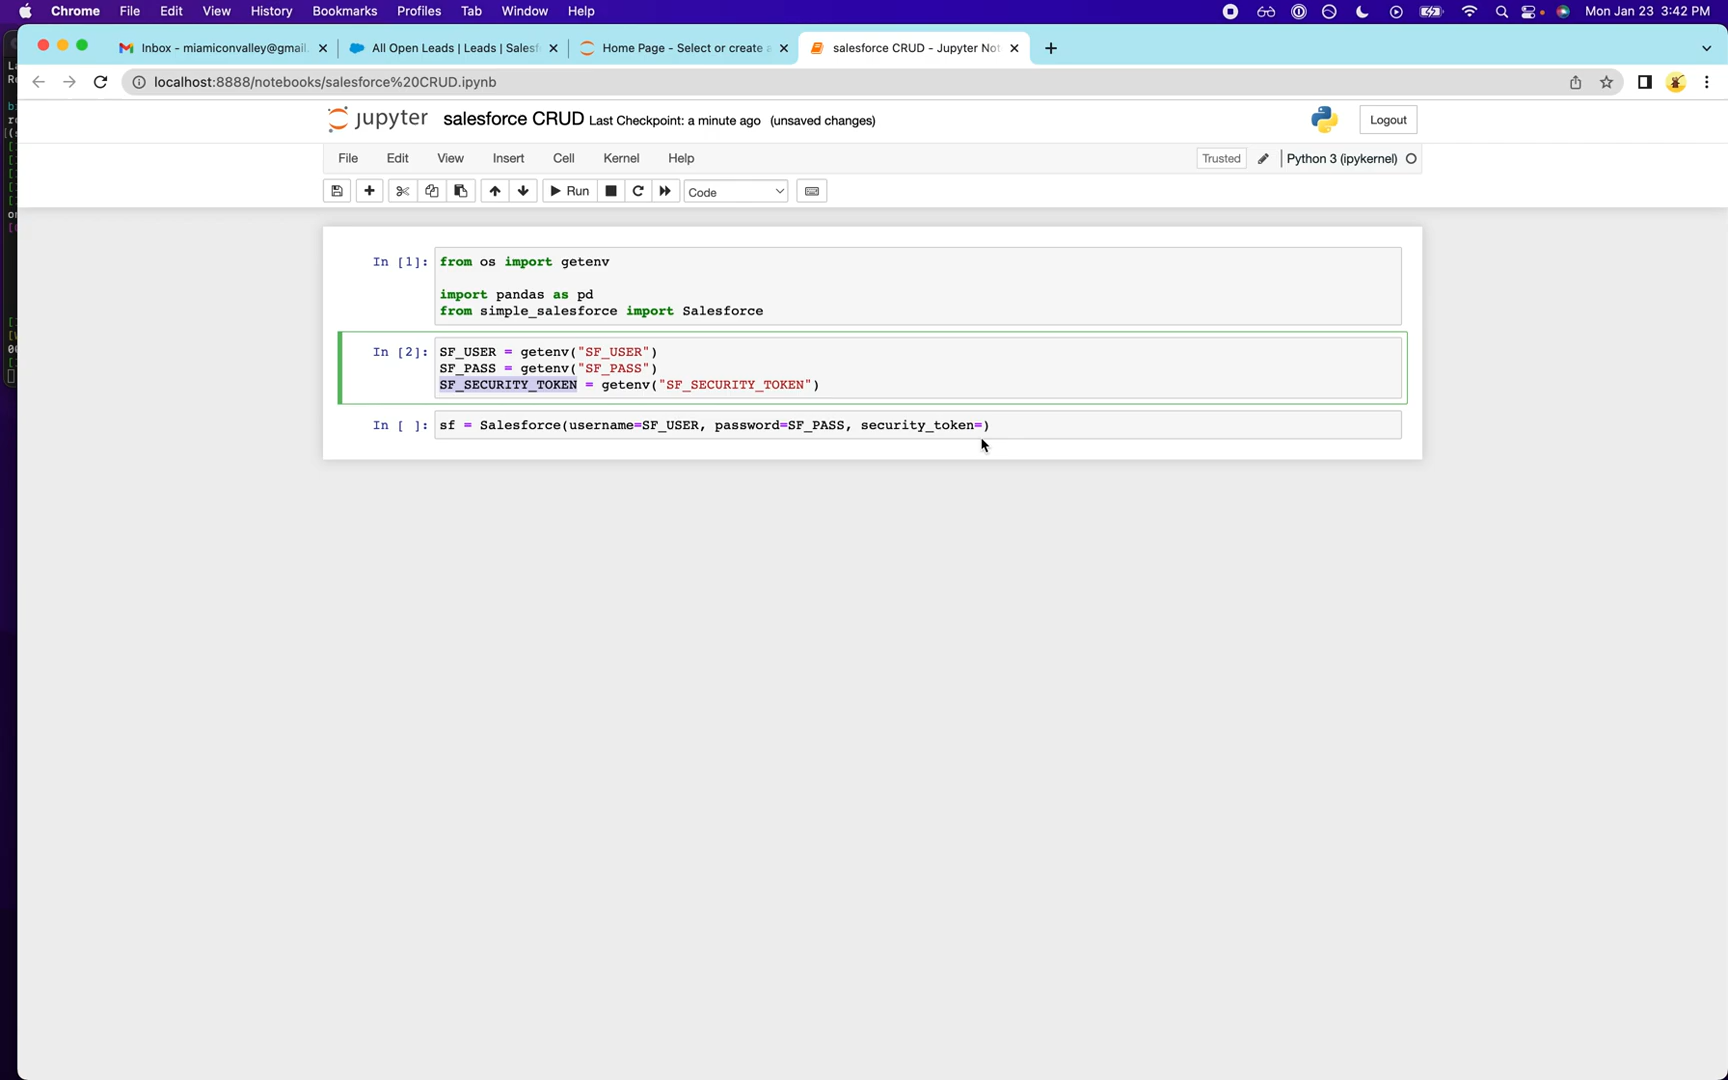 Chrome File Edit View History Bookmarks Profiles Tab Window Help Mon Jan 23 3:42 PM
Inbox - miamiconvalley@gmail. All Open Leads | Leads | Salesf Home Page - Select or create a salesforce CRUD - Jupyter Not
localhost:8888/notebooks/salesforce%20CRUD.ipynb
jupyter salesforce CRUD Last Checkpoint: a minute ago (unsaved changes) Logout
File Edit View Insert Cell Kernel Help Trusted Python 3 (ipykernel)
Run Code
In [1]: from os import getenv
import pandas as pd
from simple_salesforce import Salesforce
In [2]: SF_USER = getenv("SF_USER")
SF_PASS = getenv("SF_PASS")
SF_SECURITY_TOKEN = getenv("SF_SECURITY_TOKEN")
In [ ]: sf = Salesforce(username=SF_USER, password=SF_PASS, security_token=)